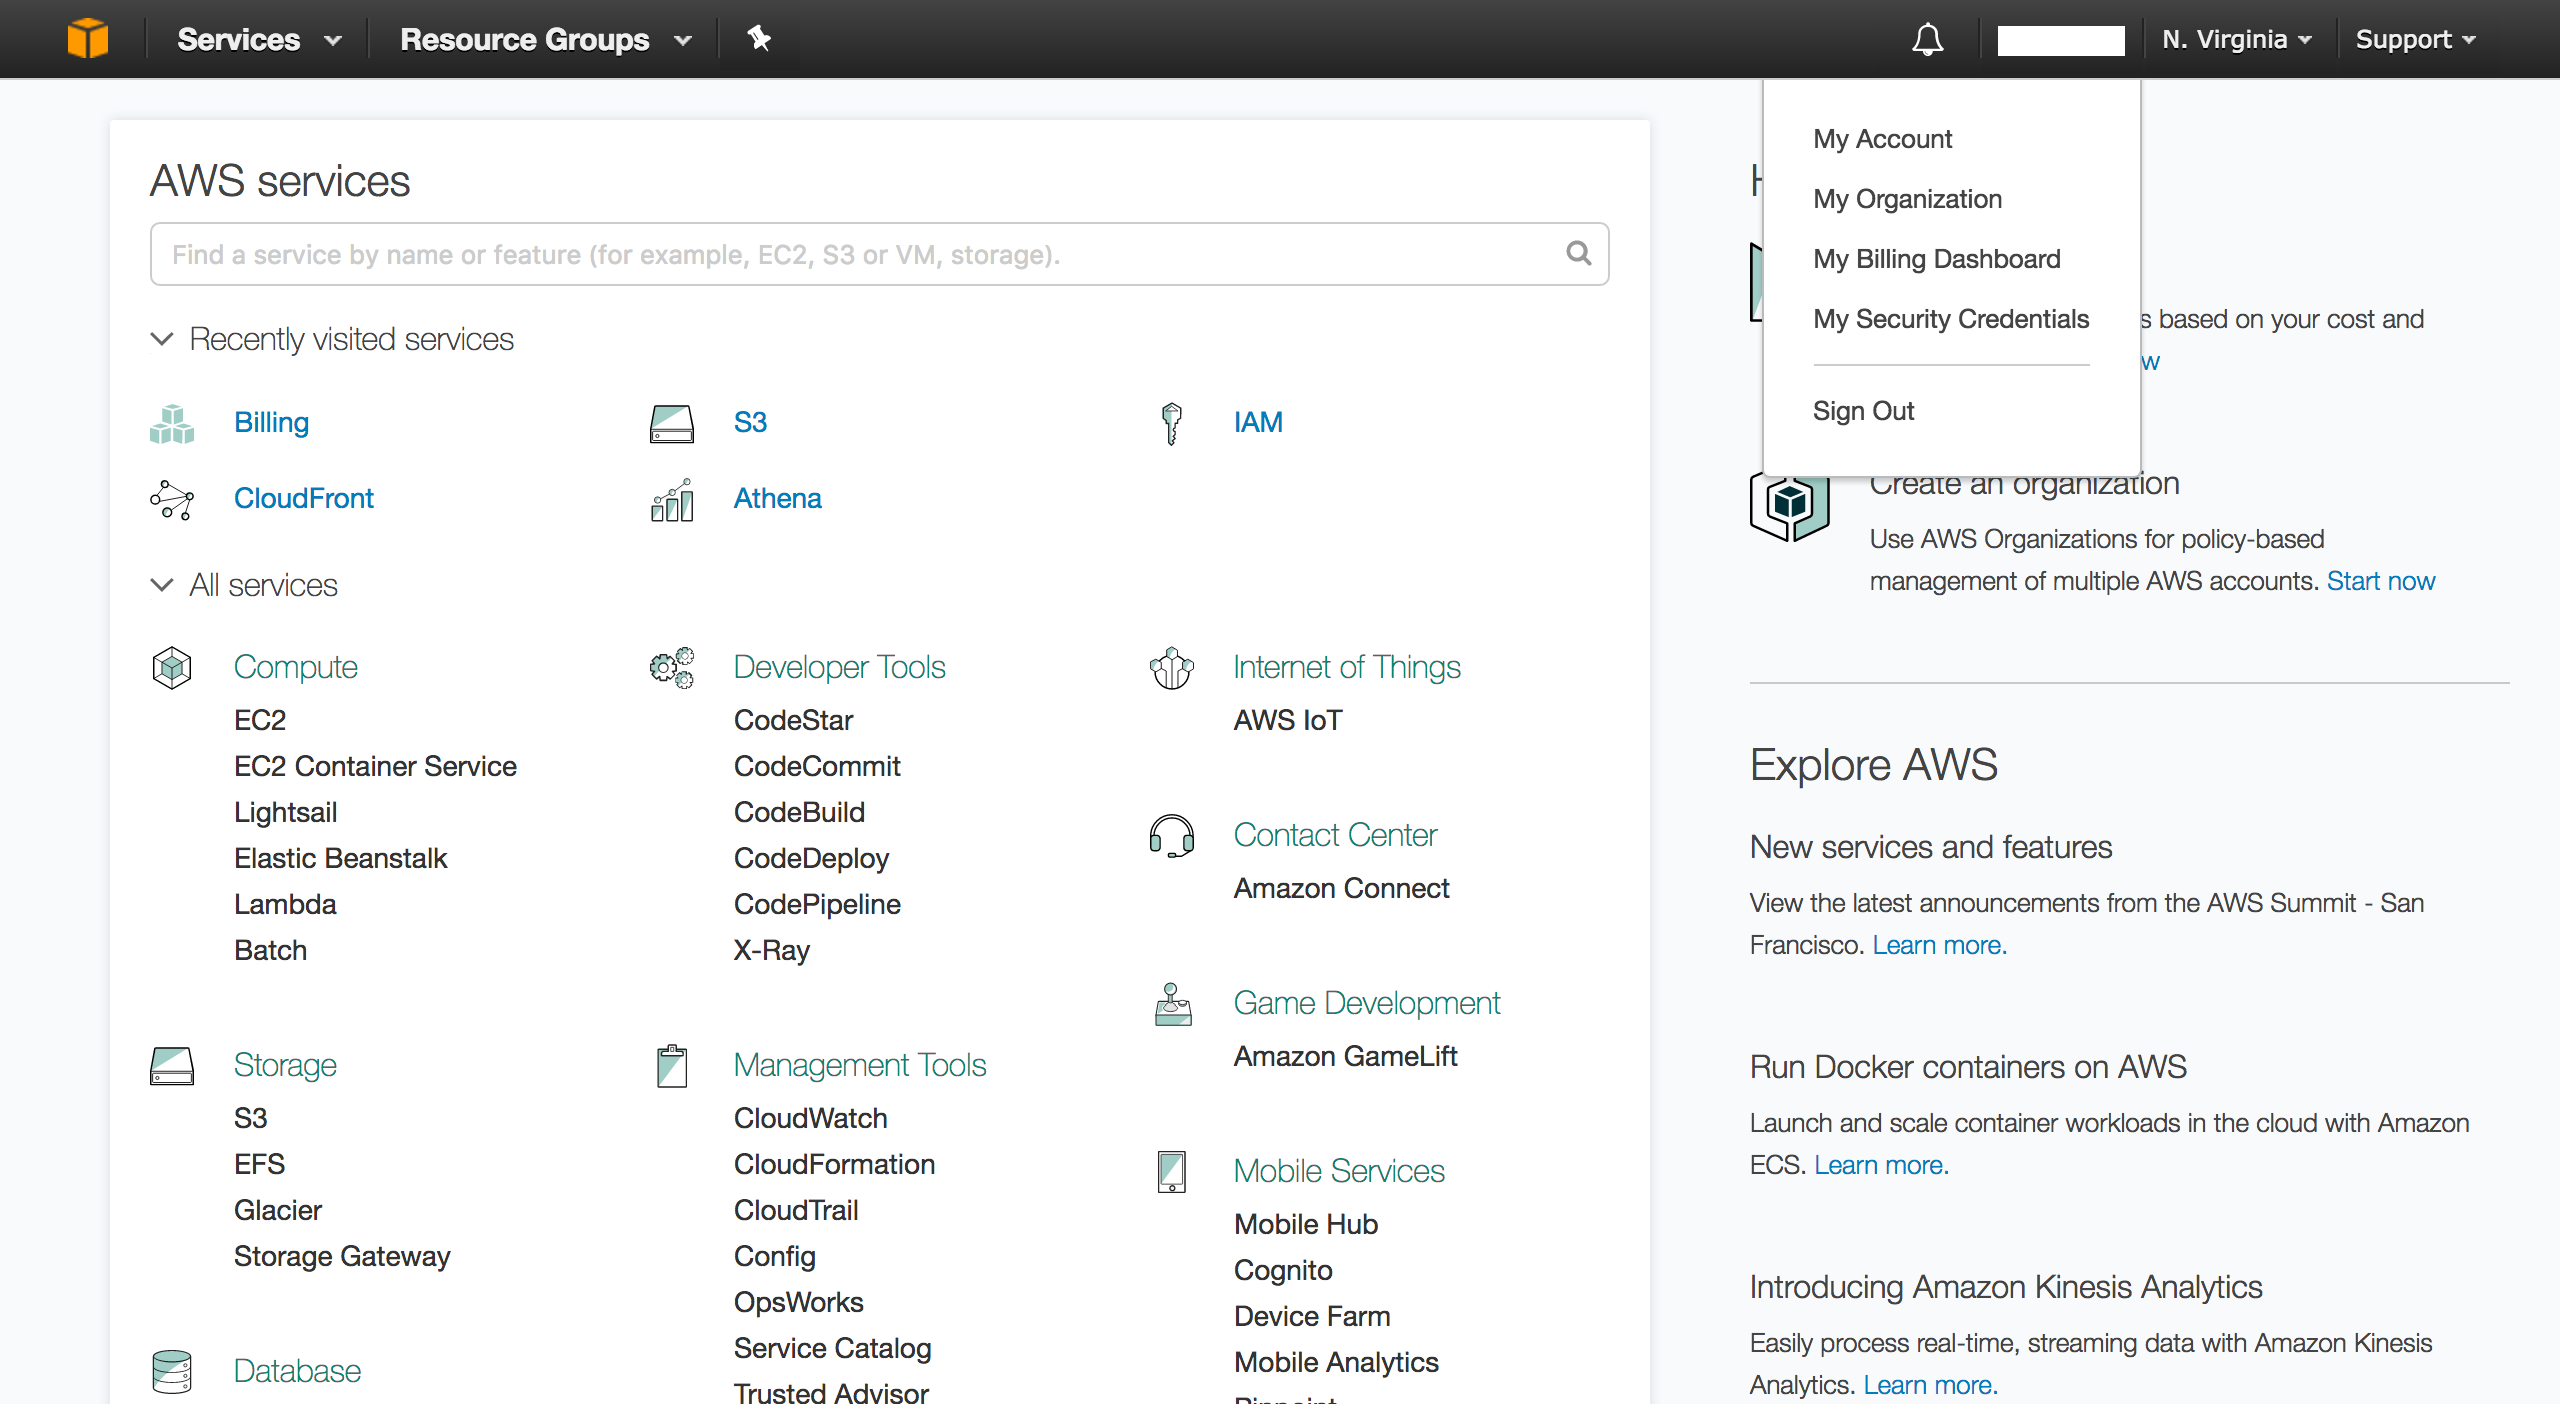 Services
Resource Groups
N. Virginia
Support
My Account
My Organization
My Billing Dashboard
My Security Credentials
Sign Out
AWS services
Find a service by name or feature (for example, EC2, S3 or VM, storage).
Recently visited services
Billing
S3
IAM
CloudFront
Athena
All services
Compute
EC2
EC2 Container Service
Lightsail
Elastic Beanstalk
Lambda
Batch
Storage
S3
EFS
Glacier
Storage Gateway
Database
Developer Tools
CodeStar
CodeCommit
CodeBuild
CodeDeploy
CodePipeline
X-Ray
Management Tools
CloudWatch
CloudFormation
CloudTrail
Config
OpsWorks
Service Catalog
Trusted Advisor
Internet of Things
AWS IoT
Contact Center
Amazon Connect
Game Development
Amazon GameLift
Mobile Services
Mobile Hub
Cognito
Device Farm
Mobile Analytics
based on your cost and
Create an organization
Use AWS Organizations for policy-based
management of multiple AWS accounts. Start now
Explore AWS
New services and features
View the latest announcements from the AWS Summit - San
Francisco. Learn more.
Run Docker containers on AWS
Launch and scale container workloads in the cloud with Amazon
ECS. Learn more.
Introducing Amazon Kinesis Analytics
Easily process real-time, streaming data with Amazon Kinesis
Analytics. Learn more.